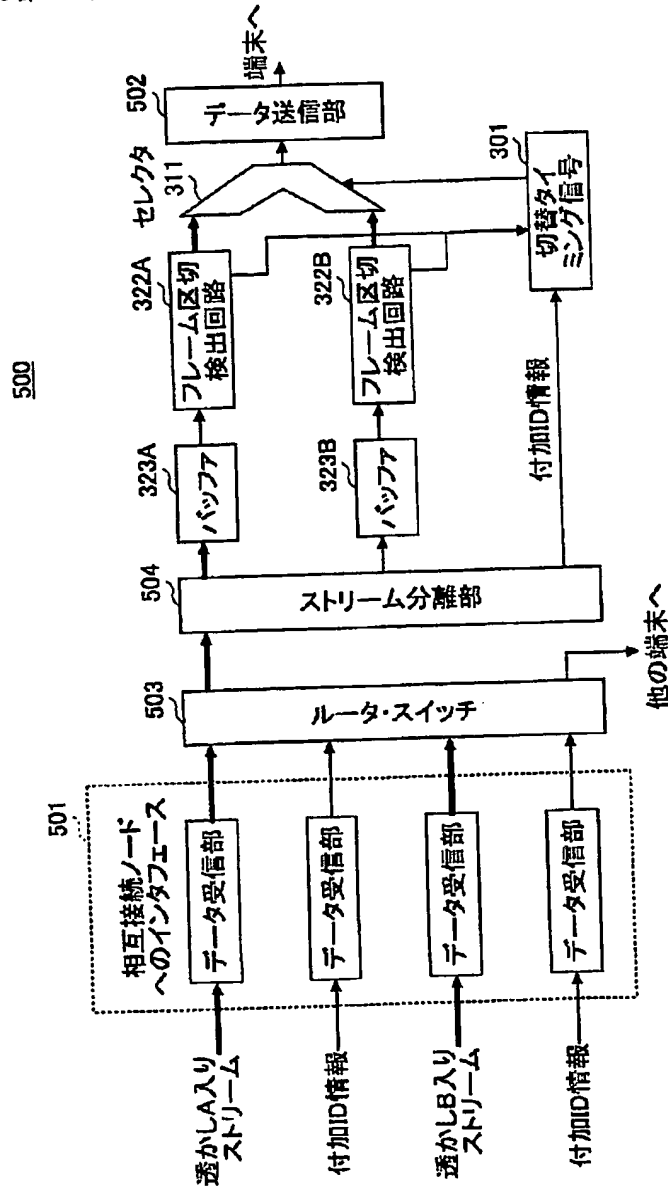 500
透かしA入り
ストリーム
付加ID情報
透かしB入り
ストリーム
付加ID情報
501
相互接続ノード
へのインタフェース
データ受信部
データ受信部
データ受信部
データ受信部
503
ルータ・スイッチ
他の端末へ
504
ストリーム分離部
323A
バッファ
323B
バッファ
付加ID情報
322A
フレーム区切
検出回路
322B
フレーム区切
検出回路
セレクタ
311
301
切替タイ
ミング信号
502
データ送信部
端末へ